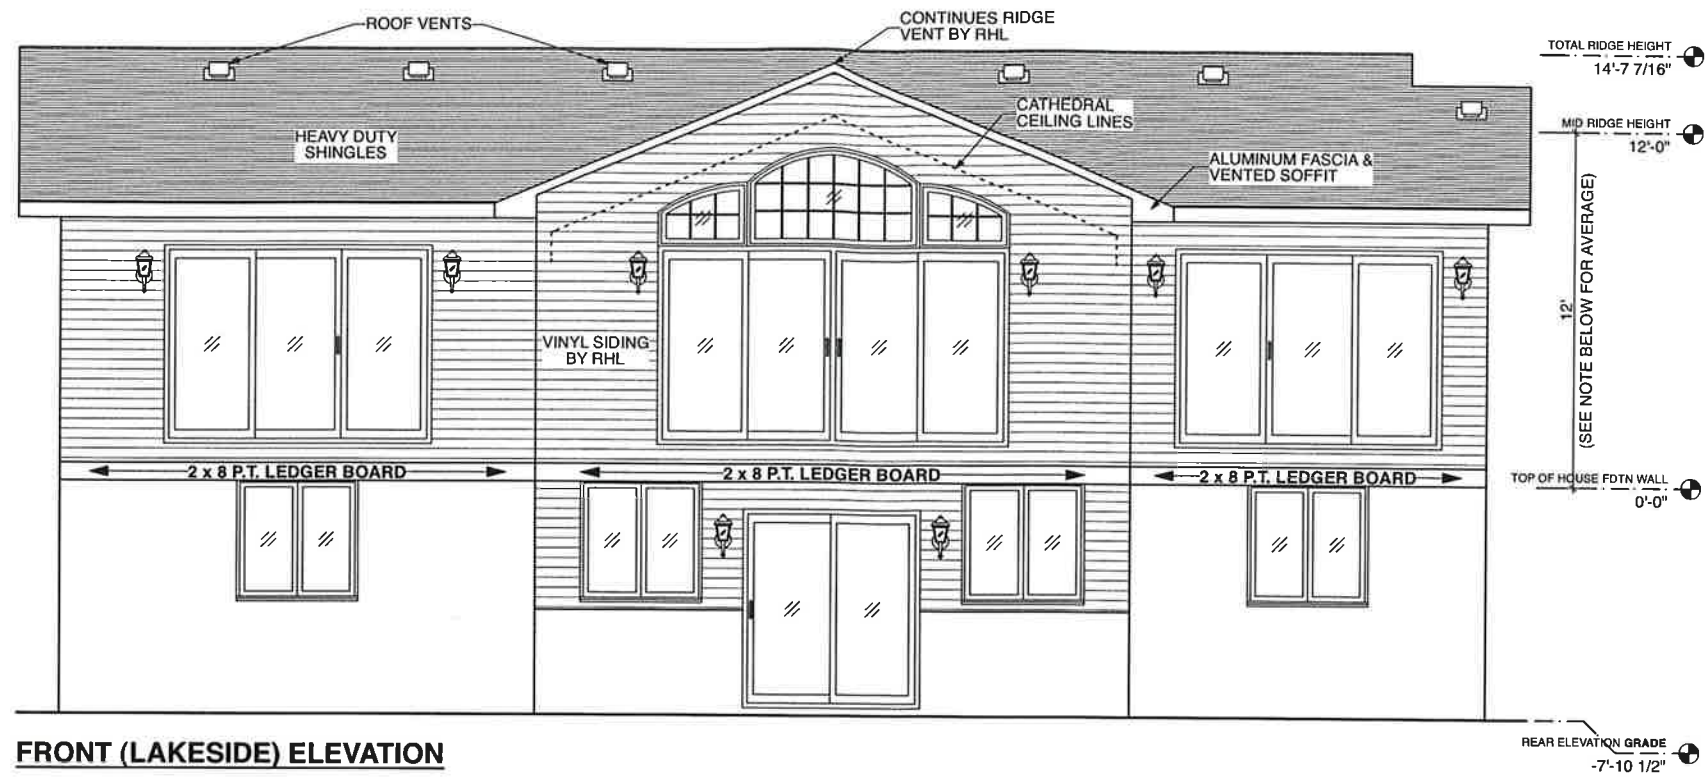 ROOF VENTS
CONTINUES RIDGE
VENT BY RHL
TOTAL RIDGE HEIGHT
14'-7 7/16"
CATHEDRAL
CEILING LINES
MID RIDGE HEIGHT
12'-0"
HEAVY DUTY
SHINGLES
ALUMINUM FASCIA &
VENTED SOFFIT
12'
(SEE NOTE BELOW FOR AVERAGE)
VINYL SIDING
BY RHL
2 x 8 P.T. LEDGER BOARD
2 x 8 P.T. LEDGER BOARD
2 x 8 P.T. LEDGER BOARD
TOP OF HOUSE FDTN WALL
0'-0"
FRONT (LAKESIDE) ELEVATION
REAR ELEVATION GRADE
-7'-10 1/2"